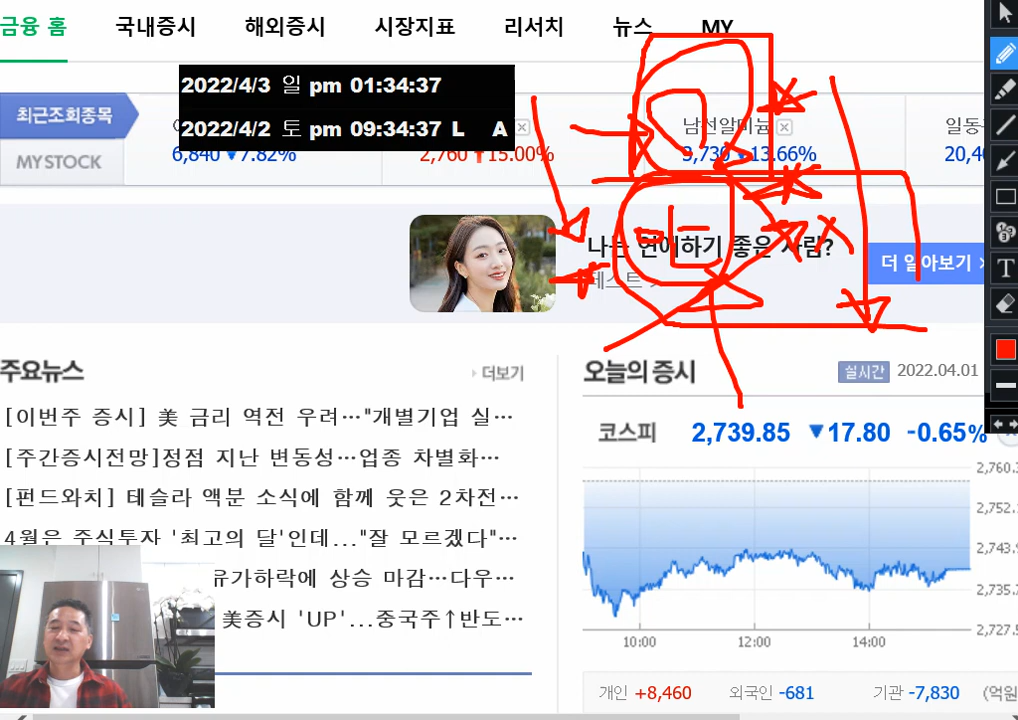 금융 홈 국내증시 해외증시 시장지표 리서치 뉴스 MY
2022/4/3 일 pm 01:34:37
2022/4/2 토 pm 09:34:37 L A
최근조회종목
남선알미늄
일동
MYSTOCK
6,840 ▼7.82%
2,760 ↑15.00%
3,730 ▼13.66%
20,4
나는 연애하기 좋은 사람?
테스트 >
더 알아보기 >
주요뉴스
더보기
[이번주 증시] 美 금리 역전 우려…"개별기업 실…
[주간증시전망]정점 지난 변동성…업종 차별화…
[펀드와치] 테슬라 액분 소식에 함께 웃은 2차전…
4월은 주식투자 '최고의 달'인데..."잘 모르겠다"…
유가하락에 상승 마감…다우…
美증시 'UP'...중국주↑반도…
오늘의 증시
실시간 2022.04.01
코스피 2,739.85 ▼17.80 -0.65%
2,760.
2,752.
2,743.
2,735.
2,727.
10:00 12:00 14:00
개인 +8,460 외국인 -681 기관 -7,830 (억원